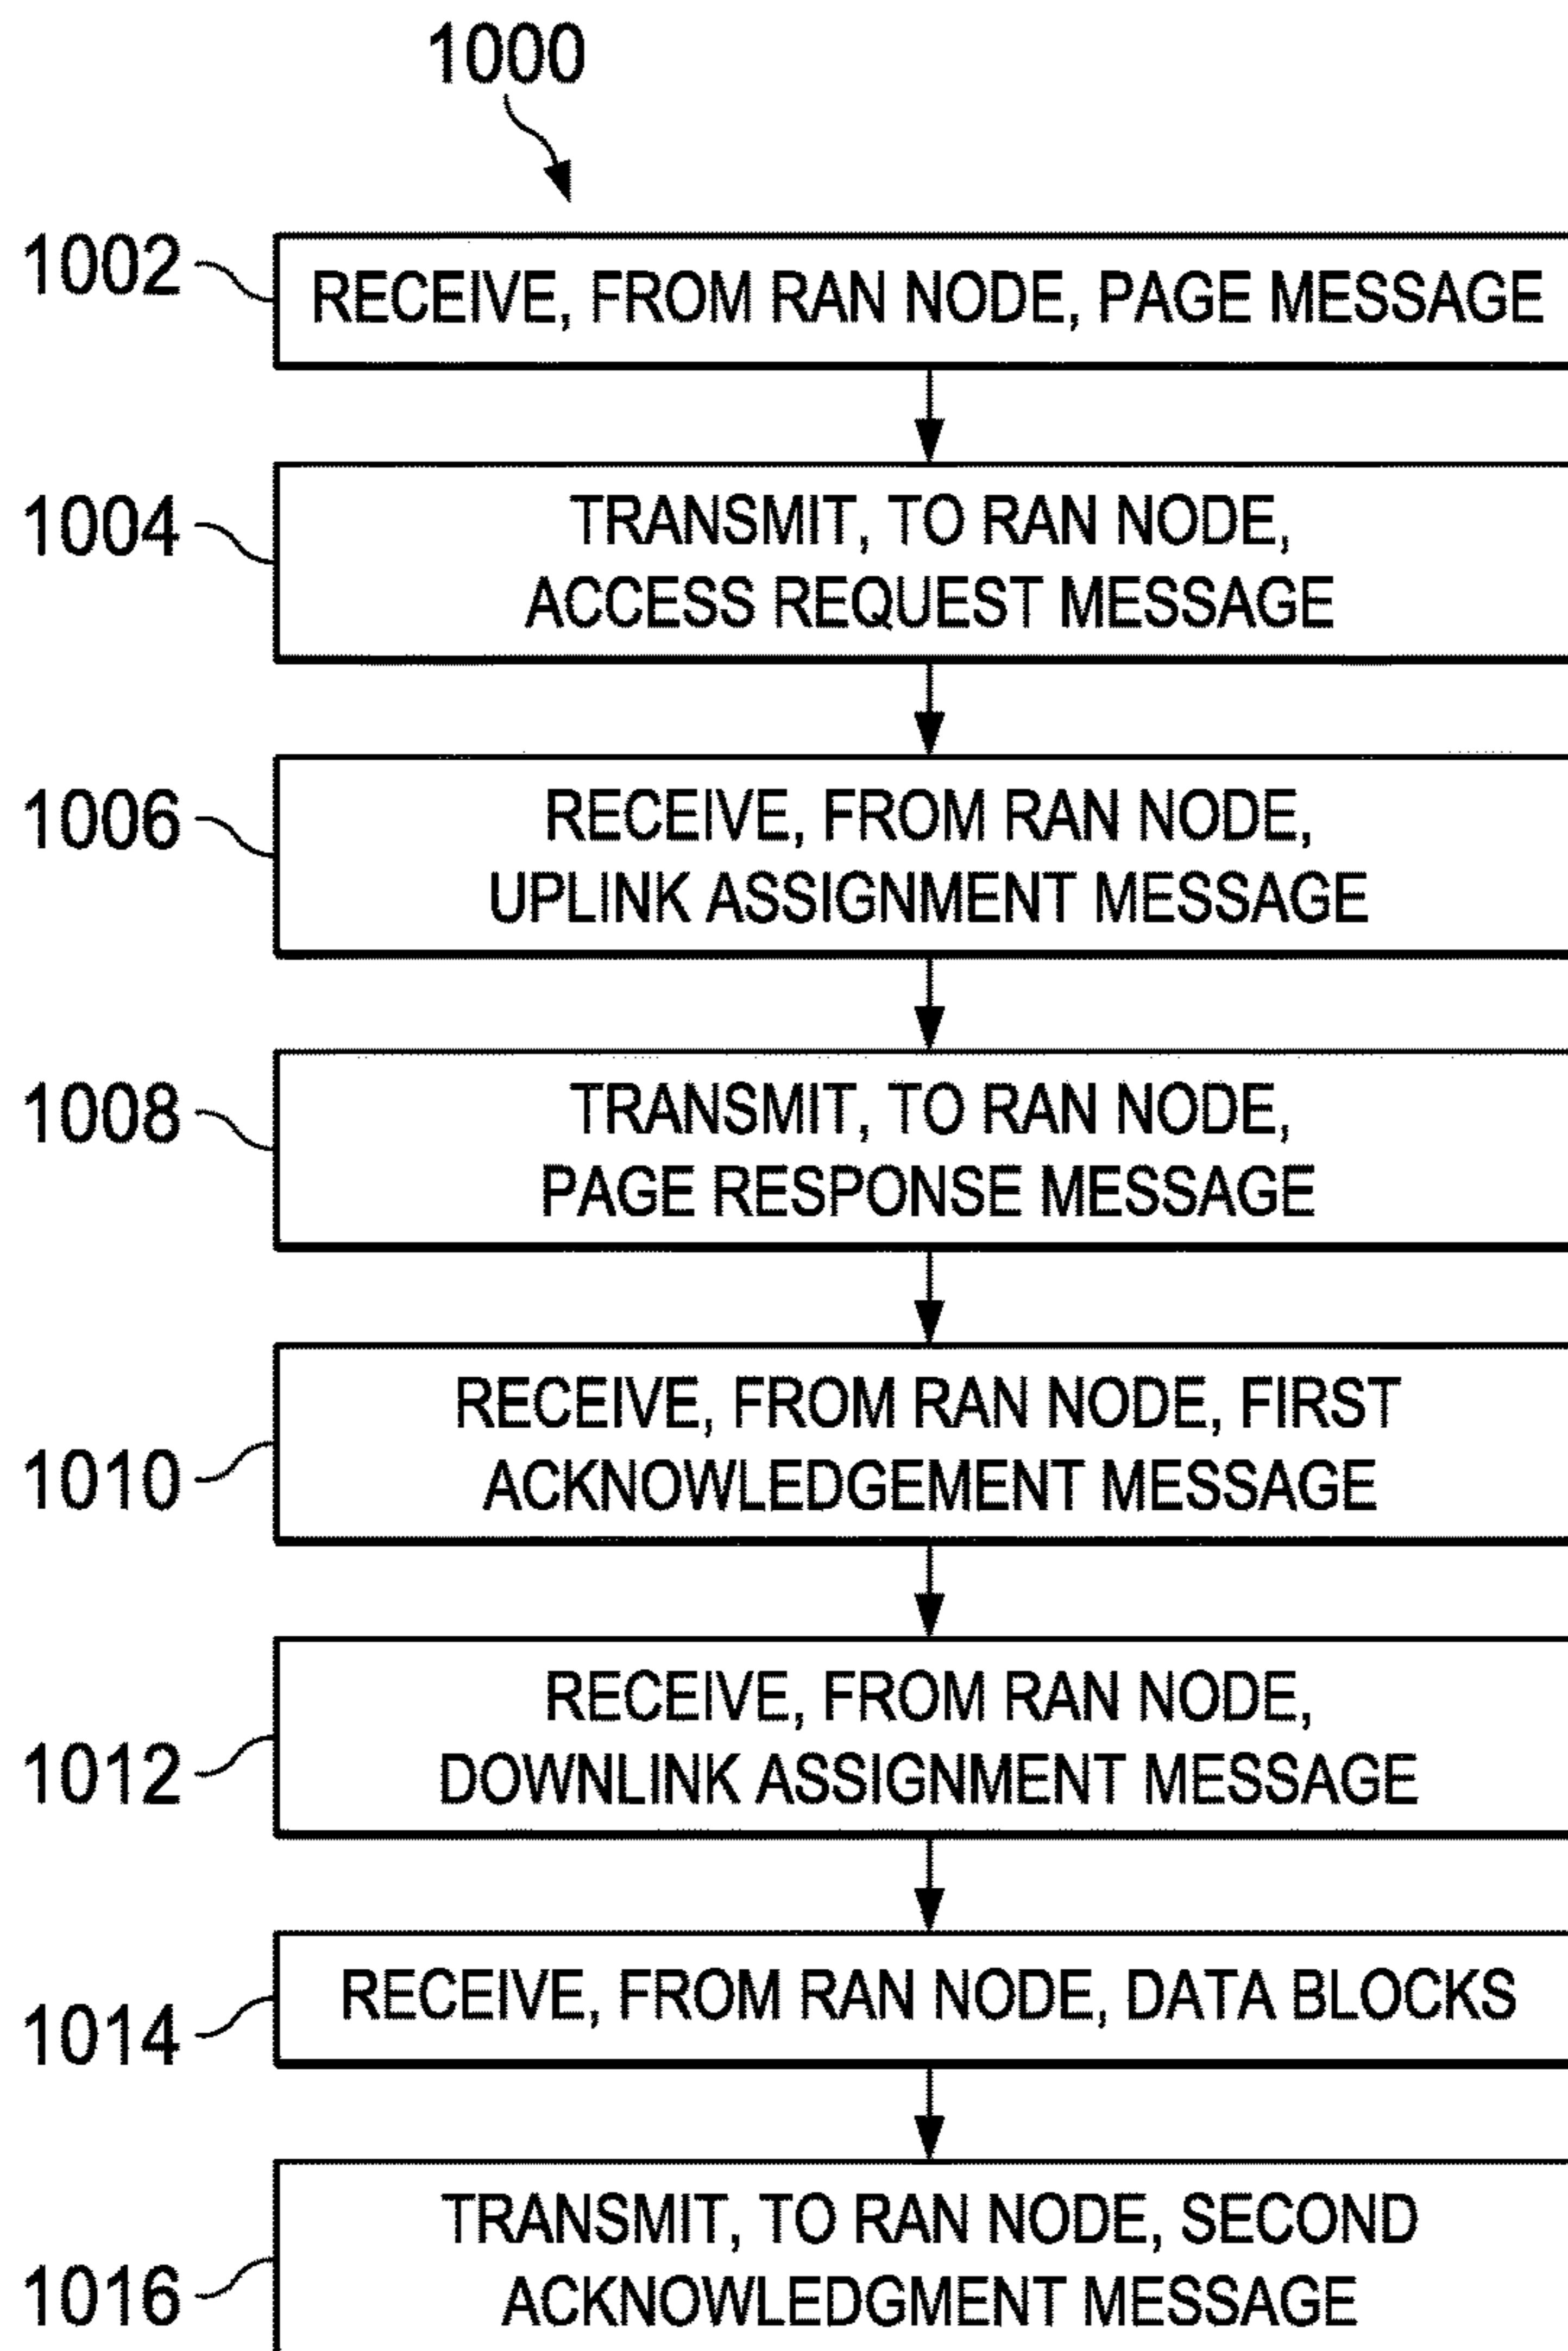 1000
1002
RECEIVE, FROM RAN NODE, PAGE MESSAGE
1004
TRANSMIT, TO RAN NODE,
ACCESS REQUEST MESSAGE
1006
RECEIVE, FROM RAN NODE,
UPLINK ASSIGNMENT MESSAGE
1008
TRANSMIT, TO RAN NODE,
PAGE RESPONSE MESSAGE
1010
RECEIVE, FROM RAN NODE, FIRST
ACKNOWLEDGEMENT MESSAGE
1012
RECEIVE, FROM RAN NODE,
DOWNLINK ASSIGNMENT MESSAGE
1014
RECEIVE, FROM RAN NODE, DATA BLOCKS
1016
TRANSMIT, TO RAN NODE, SECOND
ACKNOWLEDGMENT MESSAGE